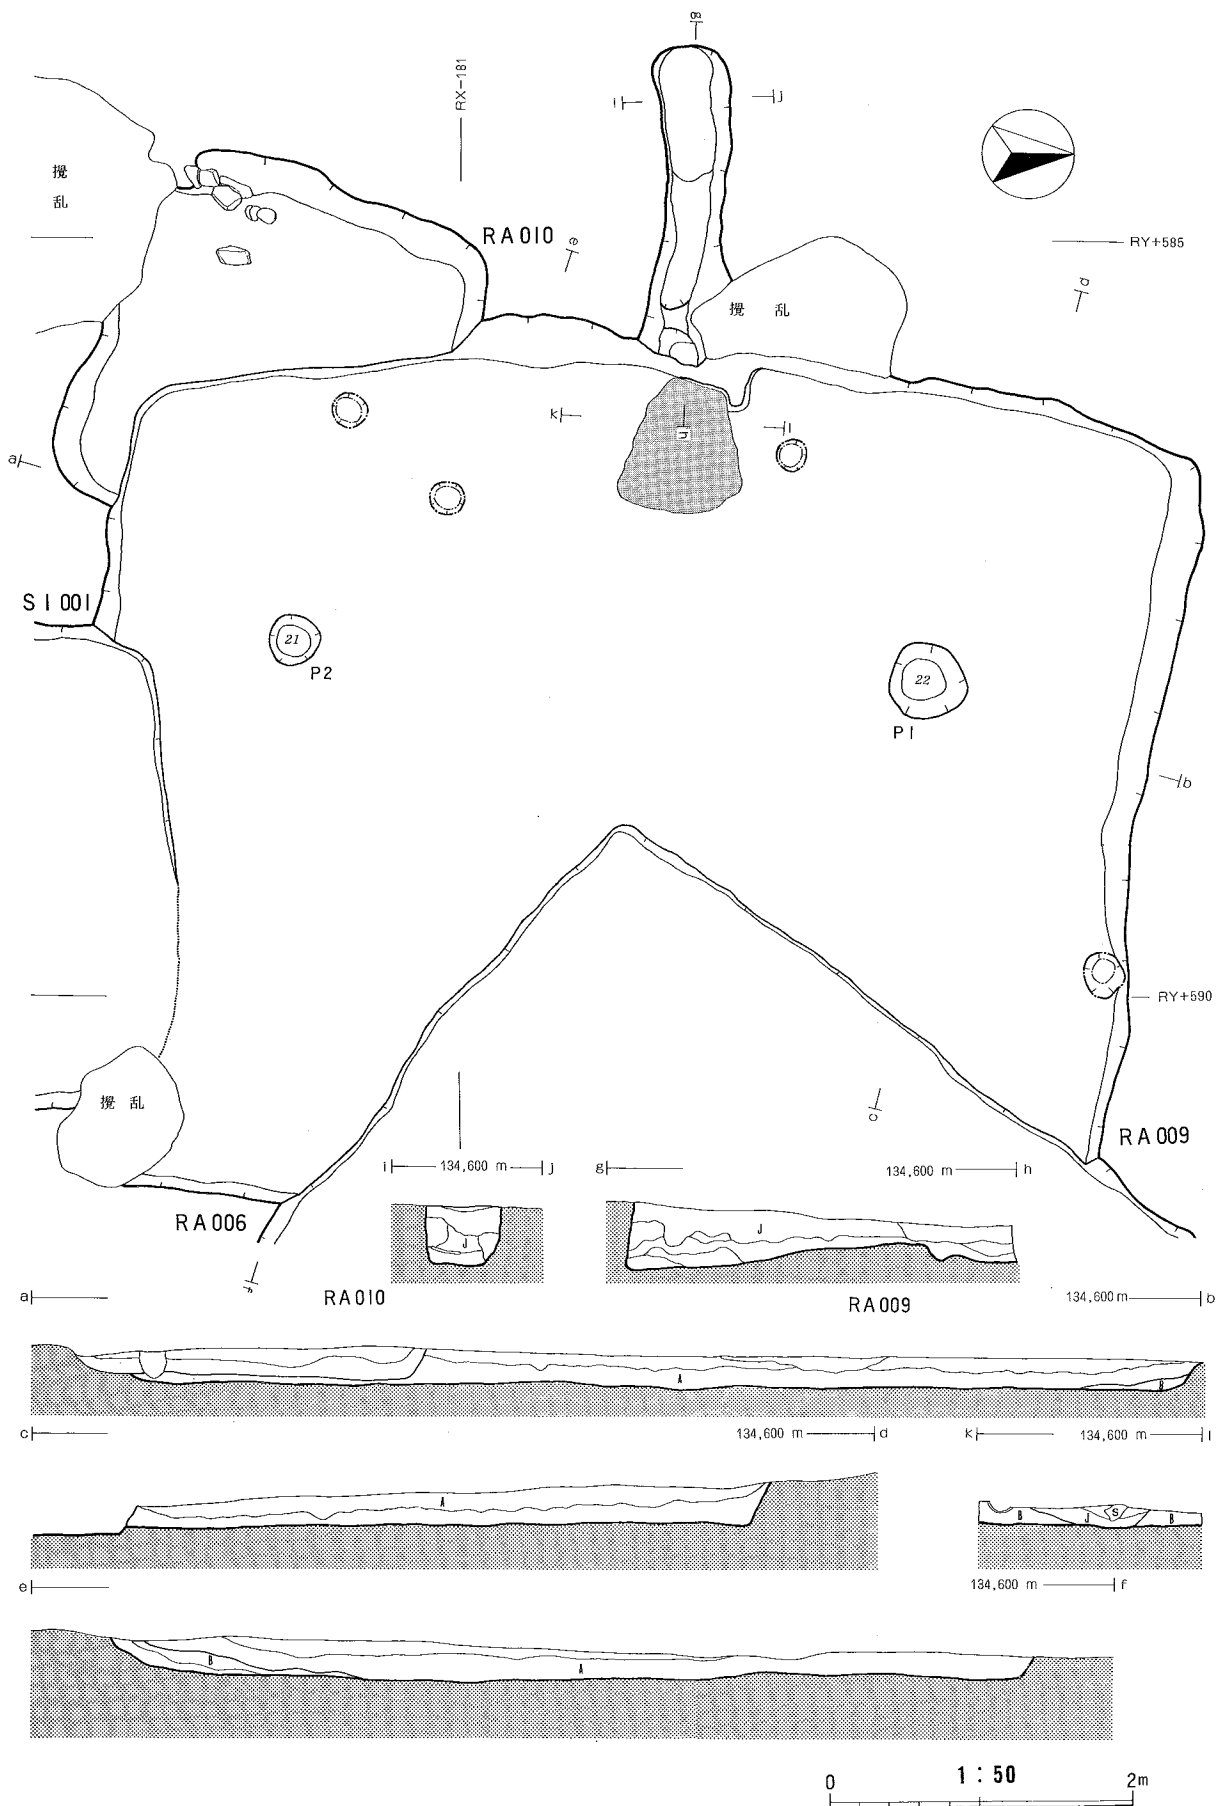 g
RX-181
i
j
攪
乱
RA010
e
RY+585
d
攪 乱
k
h
l
a
SI001
21
P2
22
P1
b
RY+590
攪 乱
c
RA009
i 134,600 m j
g 134,600 m h
RA006
J
J
f
a
RA010
RA009
134,600 m b
A
B
c 134,600 m d
k 134,600 m l
A
B
J
S
B
e
134,600 m f
B
A
1:50
0
2m